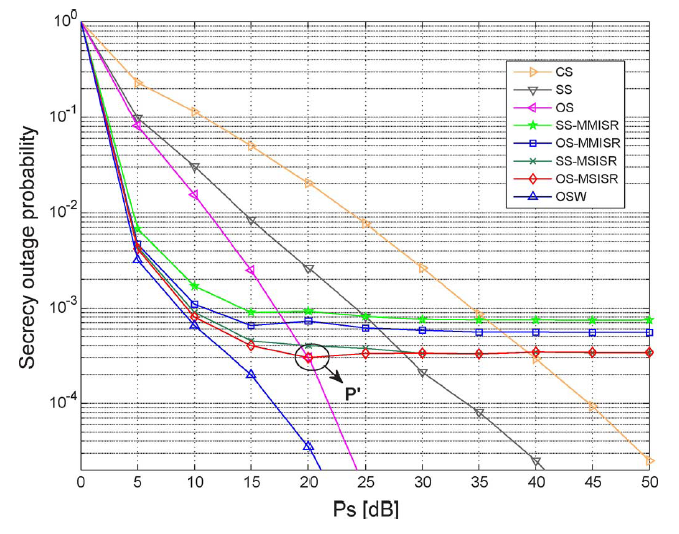 10^0
10^-1
10^-2
10^-3
10^-4
Secrecy outage probability
CS
SS
OS
SS-MMISR
OS-MMISR
SS-MSISR
OS-MSISR
OSW
P'
0 5 10 15 20 25 30 35 40 45 50
Ps [dB]